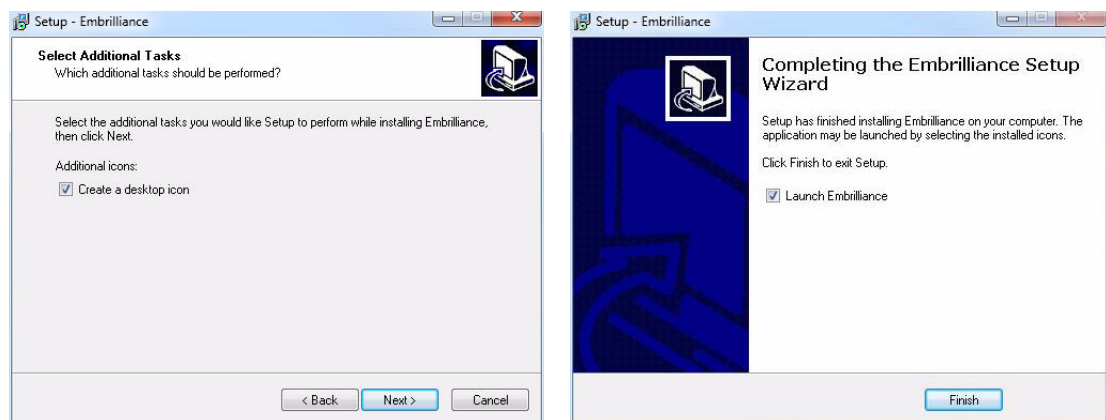 Setup - Embrilliance
Select Additional Tasks
Which additional tasks should be performed?
Select the additional tasks you would like Setup to perform while installing Embrilliance,
then click Next.
Additional icons:
Create a desktop icon
< Back
Next >
Cancel
Setup - Embrilliance
Completing the Embrilliance Setup
Wizard
Setup has finished installing Embrilliance on your computer. The
application may be launched by selecting the installed icons.
Click Finish to exit Setup.
Launch Embrilliance
Finish